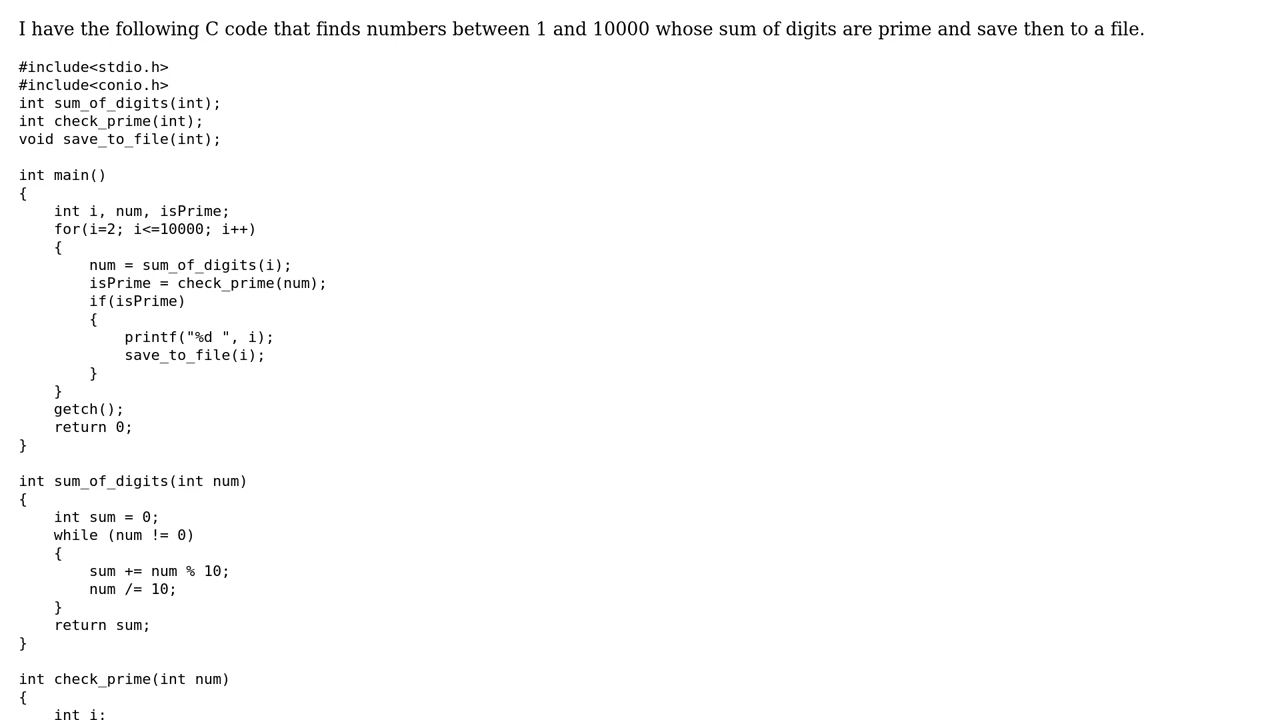 I have the following C code that finds numbers between 1 and 10000 whose sum of digits are prime and save then to a file.
#include<stdio.h>
#include<conio.h>
int sum_of_digits(int);
int check_prime(int);
void save_to_file(int);

int main()
{
    int i, num, isPrime;
    for(i=2; i<=10000; i++)
    {
        num = sum_of_digits(i);
        isPrime = check_prime(num);
        if(isPrime)
        {
            printf("%d ", i);
            save_to_file(i);
        }
    }
    getch();
    return 0;
}

int sum_of_digits(int num)
{
    int sum = 0;
    while (num != 0)
    {
        sum += num % 10;
        num /= 10;
    }
    return sum;
}

int check_prime(int num)
{
    int i;